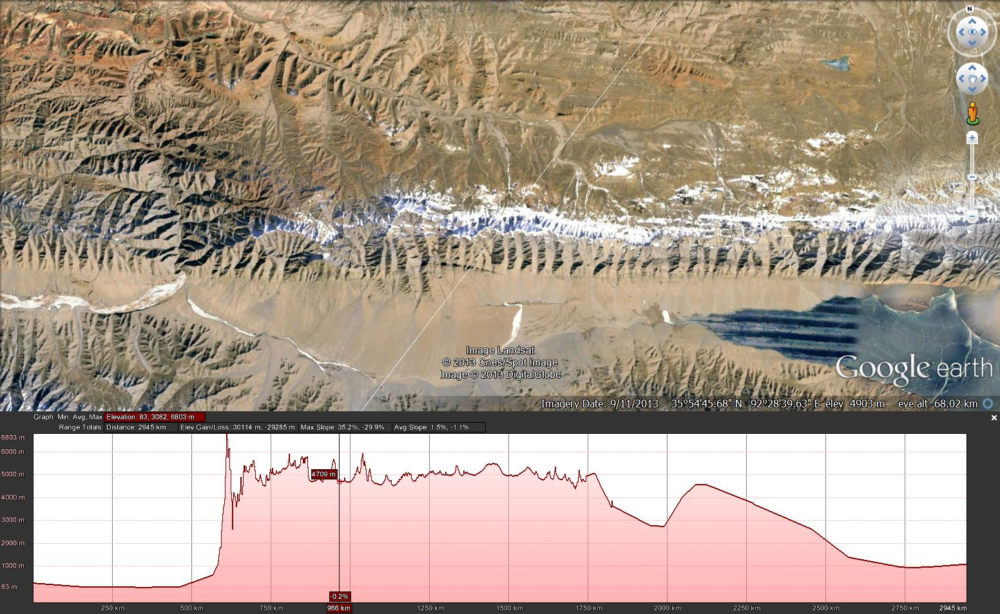 N
Image Landsat
© 2013 Cnes/Spot Image
Image © 2013 DigitalGlobe
Google earth
Imagery Date: 9/11/2013 35°54'45.68" N 92°28'39.63" E elev 4903 m eye alt 68.02 km
Graph: Min, Avg, Max Elevation: 83, 3082, 6803 m
Range Totals: Distance: 2945 km Elev Gain/Loss: 30114 m, -29285 m Max Slope: 35.2%, -29.9% Avg Slope: 1.5%, -1.1%
6803 m
6000 m
5000 m
4709 m
4000 m
3000 m
2000 m
1000 m
83 m
-0.2%
250 km 500 km 750 km 966 km 1250 km 1500 km 1750 km 2000 km 2250 km 2500 km 2750 km 2945 km